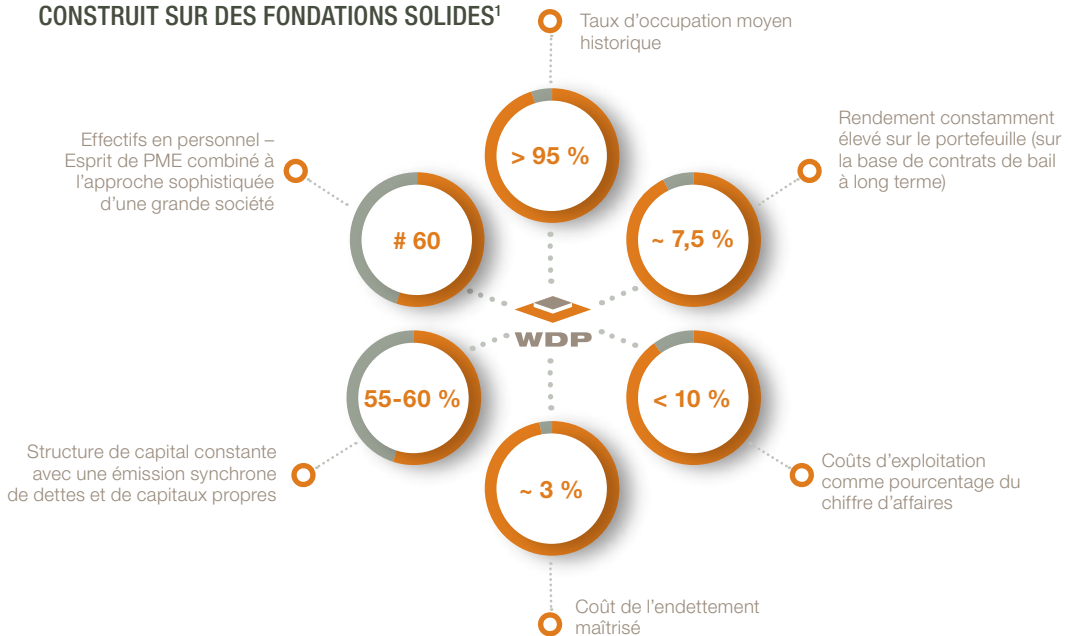 CONSTRUIT SUR DES FONDATIONS SOLIDES¹
Taux d'occupation moyen
historique
> 95 %
Rendement constamment
élevé sur le portefeuille (sur
la base de contrats de bail
à long terme)
~ 7,5 %
Effectifs en personnel –
Esprit de PME combiné à
l'approche sophistiquée
d'une grande société
# 60
WDP
55-60 %
Structure de capital constante
avec une émission synchrone
de dettes et de capitaux propres
< 10 %
Coûts d'exploitation
comme pourcentage du
chiffre d'affaires
~ 3 %
Coût de l'endettement
maîtrisé